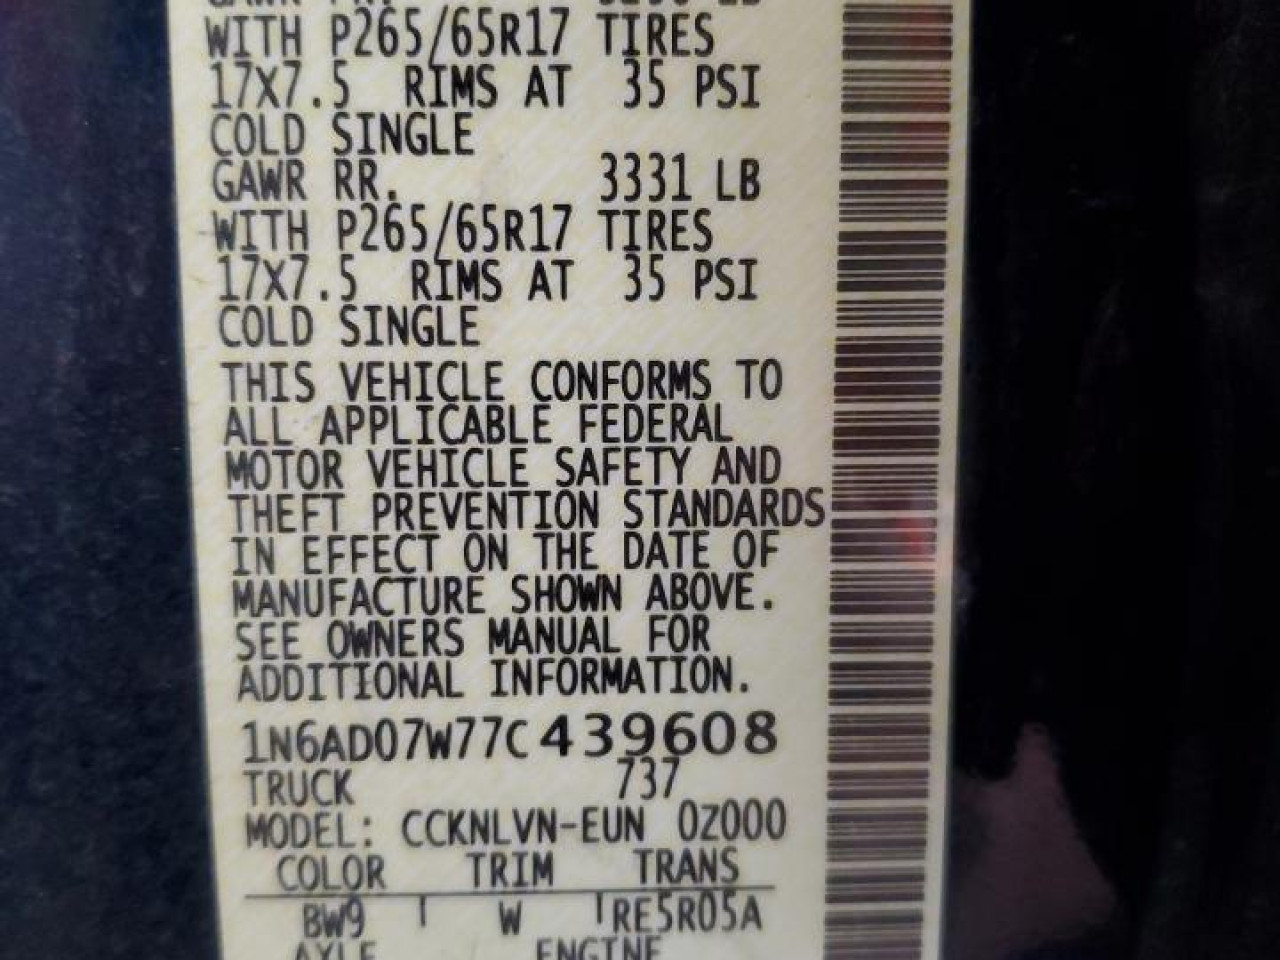 WITH P265/65R17 TIRES
17X7.5 RIMS AT 35 PSI
COLD SINGLE
GAWR RR. 3331 LB
WITH P265/65R17 TIRES
17X7.5 RIMS AT 35 PSI
COLD SINGLE
THIS VEHICLE CONFORMS TO
ALL APPLICABLE FEDERAL
MOTOR VEHICLE SAFETY AND
THEFT PREVENTION STANDARDS
IN EFFECT ON THE DATE OF
MANUFACTURE SHOWN ABOVE.
SEE OWNERS MANUAL FOR
ADDITIONAL INFORMATION.
1N6AD07W77C439608
TRUCK 737
MODEL: CCKNLVN-EUN 0Z000
COLOR TRIM TRANS
BW9 W RE5R05A
AXLE ENGINE